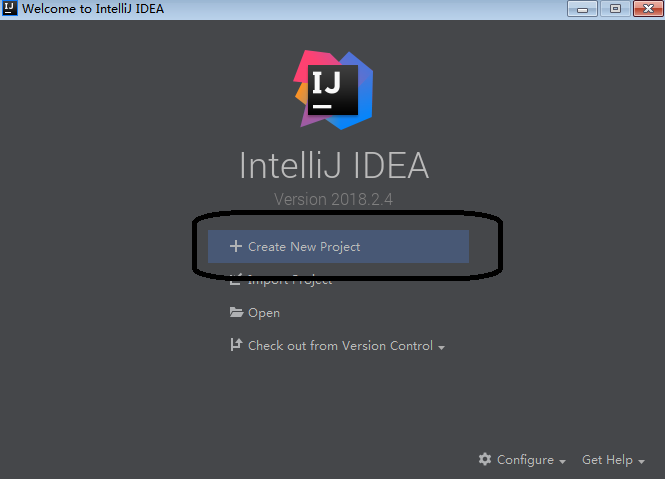 IJ Welcome to IntelliJ IDEA
IJ
IntelliJ IDEA
Version 2018.2.4
Create New Project
Import Project
Open
Check out from Version Control
Configure Get Help